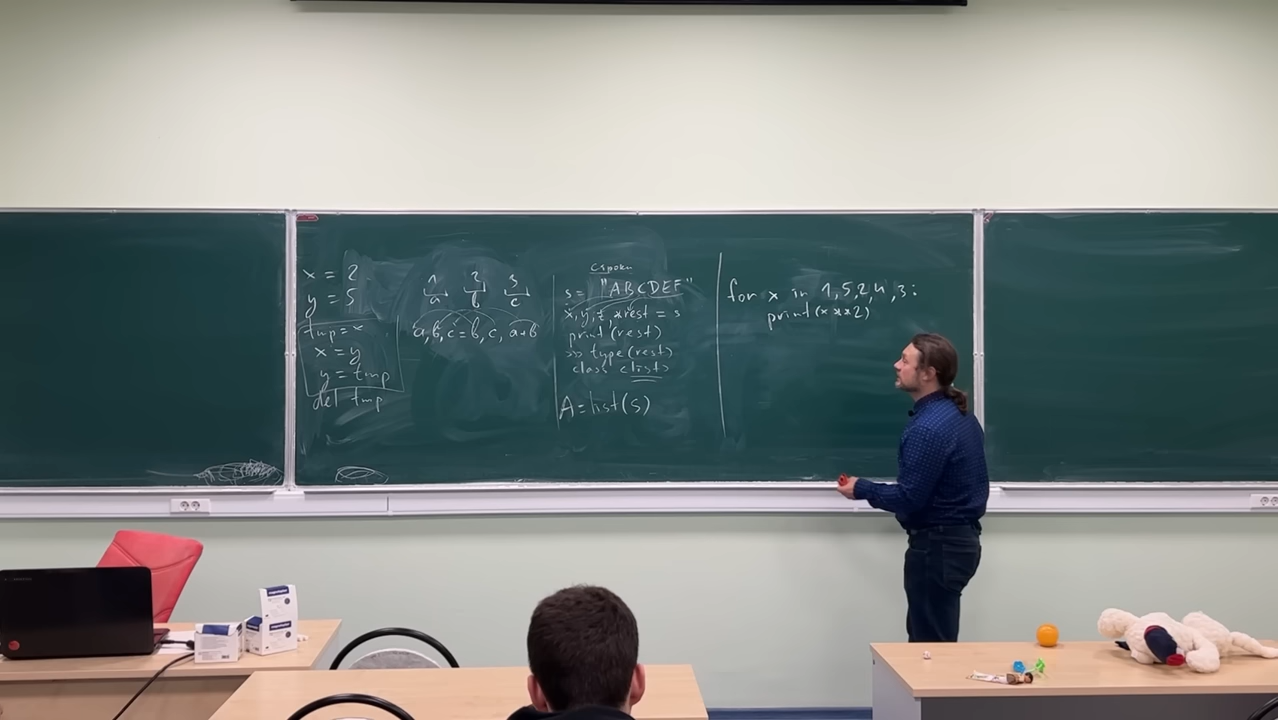 x = 2
y = 5
tmp = x
x = y
y = tmp
del tmp
1 2 3
a b c
a, b, c = b, c, a+b
строки
s = "ABCDEF"
x, y, z, *rest = s
print(rest)
>>> type(rest)
class <list>
A = list(s)
for x in 1, 5, 2, 4, 3:
print(x**2)